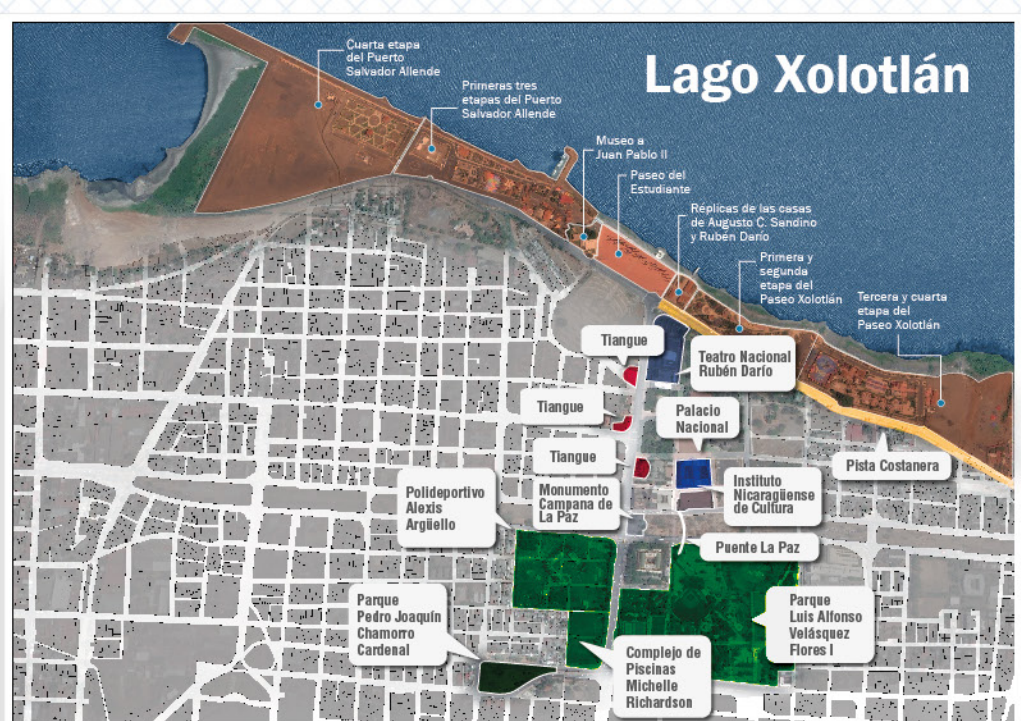 Lago Xolotlán
Cuarta etapa
del Puerto
Salvador Allende
Primeras tres
etapas del Puerto
Salvador Allende
Museo a
Juan Pablo II
Paseo del
Estudiante
Réplicas de las casas
de Augusto C. Sandino
y Rubén Darío
Primera y
segunda
etapa del
Paseo Xolotlán
Tercera y cuarta
etapa del
Paseo Xolotlán
Tiangue
Teatro Nacional
Rubén Darío
Tiangue
Palacio
Nacional
Tiangue
Pista Costanera
Polideportivo
Alexis
Argüello
Monumento
Campana de
La Paz
Instituto
Nicaragüense
de Cultura
Puente La Paz
Parque
Pedro Joaquín
Chamorro
Cardenal
Complejo de
Piscinas
Michelle
Richardson
Parque
Luis Alfonso
Velásquez
Flores I